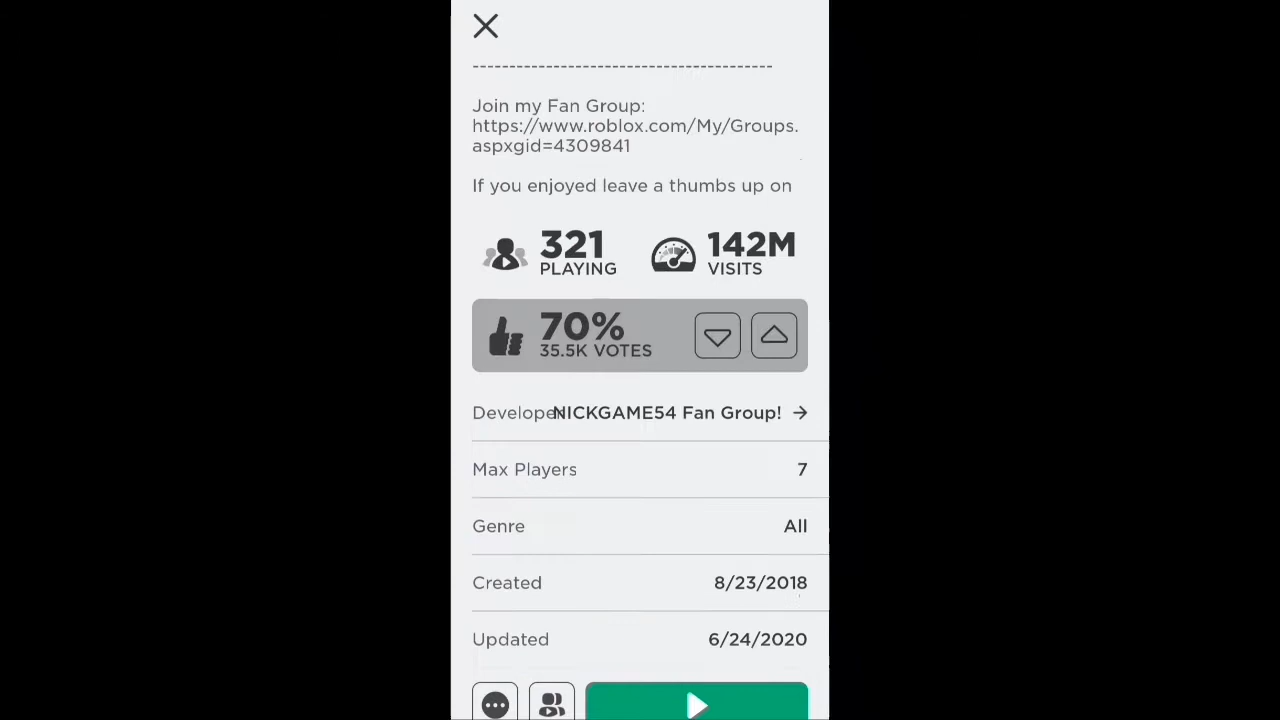 ---------------------------------------
Join my Fan Group:
https://www.roblox.com/My/Groups.
aspxgid=4309841
If you enjoyed leave a thumbs up on
321 PLAYING
142M VISITS
70%
35.5K VOTES
Developer NICKGAME54 Fan Group!
Max Players 7
Genre All
Created 8/23/2018
Updated 6/24/2020